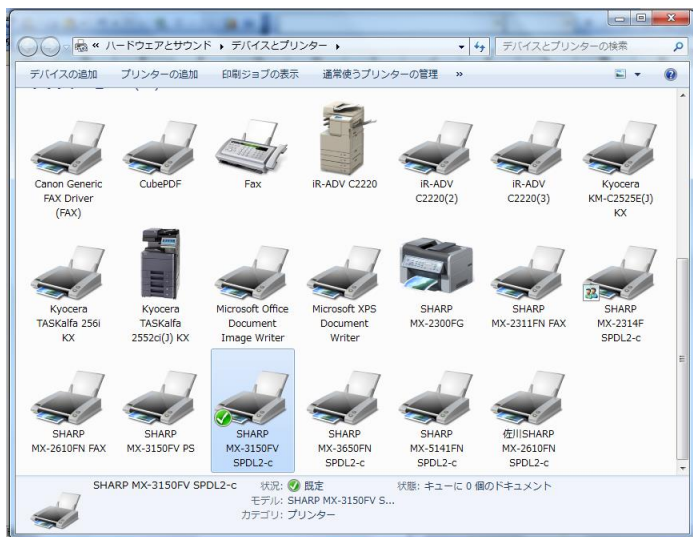 « ハードウェアとサウンド ▸ デバイスとプリンター ▸
デバイスとプリンターの検索
デバイスの追加 プリンターの追加 印刷ジョブの表示 通常使うプリンターの管理 »
Canon Generic
FAX Driver
(FAX)
CubePDF
Fax
iR-ADV C2220
iR-ADV
C2220(2)
iR-ADV
C2220(3)
Kyocera
KM-C2525E(J)
KX
Kyocera
TASKalfa 256i
KX
Kyocera
TASKalfa
2552ci(J) KX
Microsoft Office
Document
Image Writer
Microsoft XPS
Document
Writer
SHARP
MX-2300FG
SHARP
MX-2311FN FAX
SHARP
MX-2314F
SPDL2-c
SHARP
MX-2610FN FAX
SHARP
MX-3150FV PS
SHARP
MX-3150FV
SPDL2-c
SHARP
MX-3650FN
SPDL2-c
SHARP
MX-5141FN
SPDL2-c
佐川SHARP
MX-2610FN
SPDL2-c
SHARP MX-3150FV SPDL2-c 状況: 既定 状態: キューに 0 個のドキュメント
モデル: SHARP MX-3150FV S...
カテゴリ: プリンター